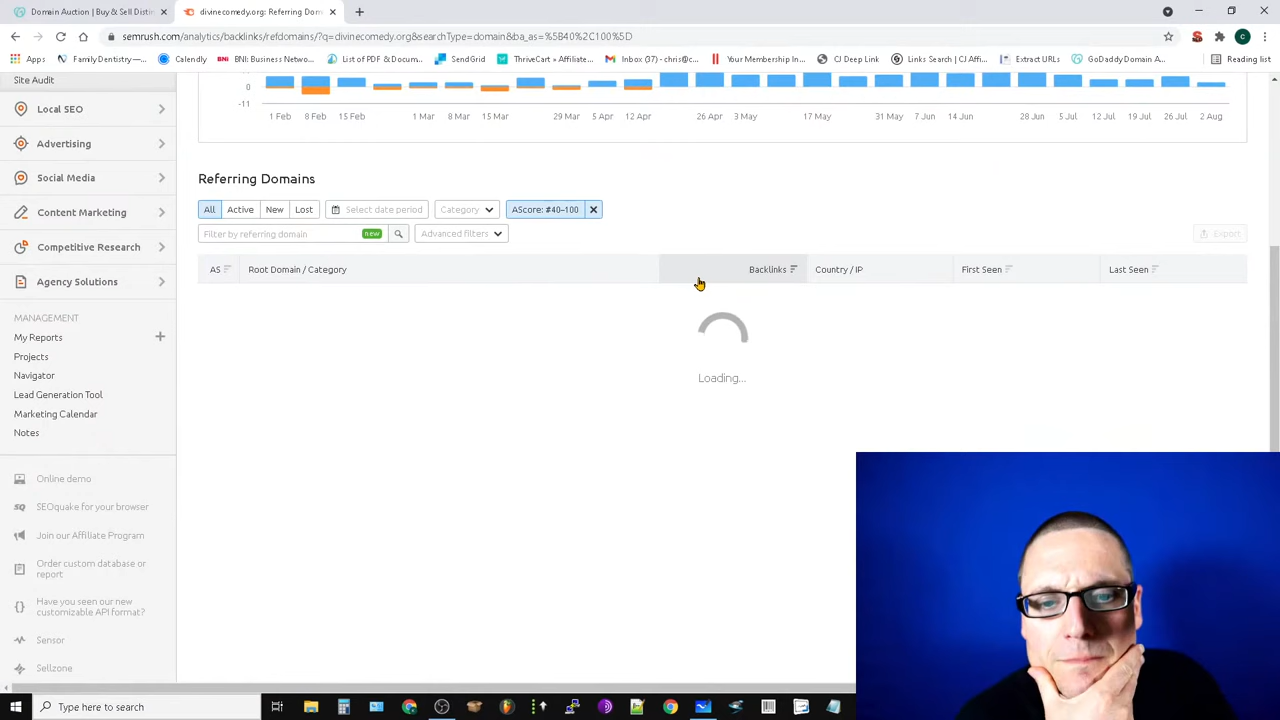 Domain Auction | Buy & Sell Distin
divinecomedy.org: Referring Dom
semrush.com/analytics/backlinks/refdomains/?q=divinecomedy.org&searchType=domain&ba_as=%5B40%2C100%5D
Apps
Family Dentistry —...
Calendly
BNI: Business Netwo...
List of PDF & Docum...
SendGrid
ThriveCart » Affiliate...
Inbox (17) - chris@c...
Your Membership In...
CJ Deep Link
Links Search | CJ Affi...
Extract URLs
GoDaddy Domain A...
Reading list
Site Audit
Local SEO
Advertising
Social Media
Content Marketing
Competitive Research
Agency Solutions
MANAGEMENT
My Reports
Projects
Navigator
Lead Generation Tool
Marketing Calendar
Notes
Online demo
SEOquake for your browser
Join our Affiliate Program
Order custom database or
report
Have you seen our new
customizable API format?
Sensor
Sellzone
0
-11
1 Feb
8 Feb
15 Feb
1 Mar
8 Mar
15 Mar
29 Mar
5 Apr
12 Apr
26 Apr
3 May
17 May
31 May
7 Jun
14 Jun
28 Jun
5 Jul
12 Jul
19 Jul
26 Jul
2 Aug
Referring Domains
All
Active
New
Lost
Select date period
Category
AScore: #40–100
Filter by referring domain
new
Advanced filters
Export
AS
Root Domain / Category
Backlinks
Country / IP
First Seen
Last Seen
Loading...
Type here to search